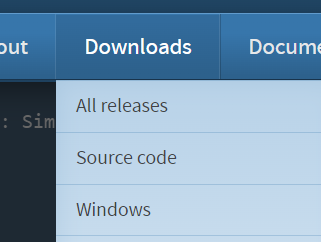 out Downloads Docume
All releases
: Sim
Source code
Windows